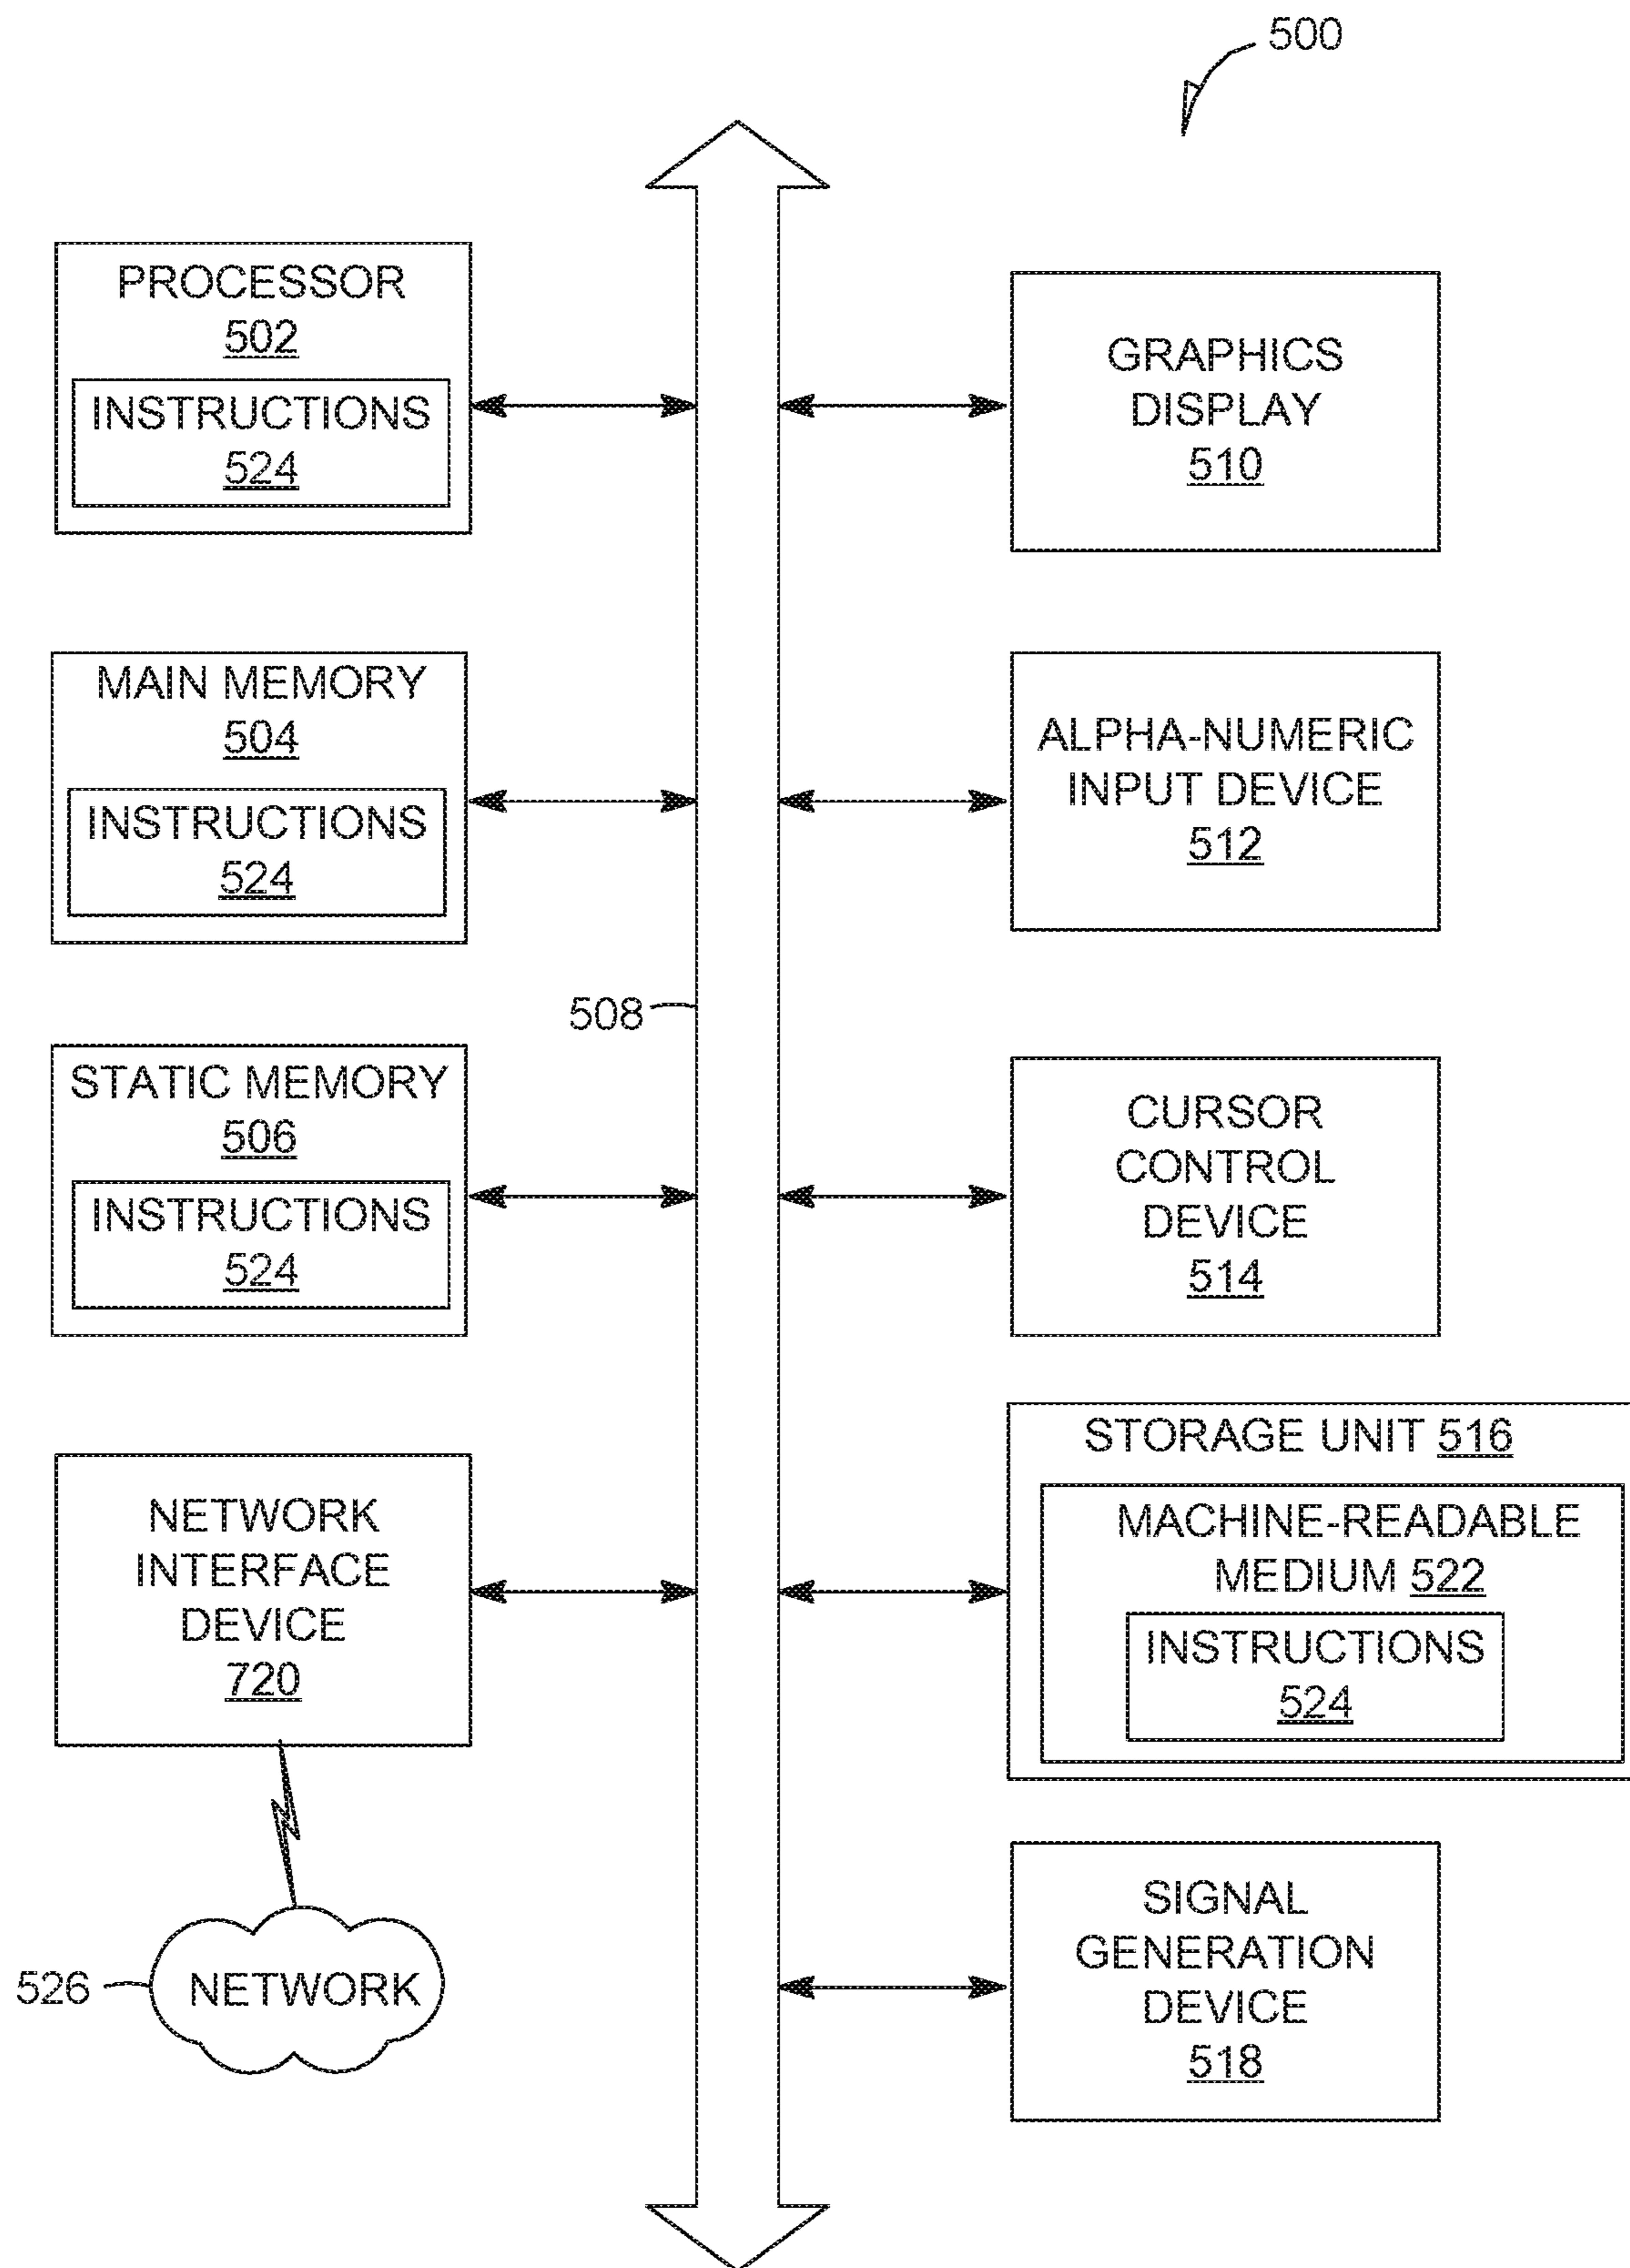 500
PROCESSOR
502
INSTRUCTIONS
524
GRAPHICS
DISPLAY
510
MAIN MEMORY
504
INSTRUCTIONS
524
ALPHA-NUMERIC
INPUT DEVICE
512
508
STATIC MEMORY
506
INSTRUCTIONS
524
CURSOR
CONTROL
DEVICE
514
NETWORK
INTERFACE
DEVICE
720
STORAGE UNIT 516
MACHINE-READABLE
MEDIUM 522
INSTRUCTIONS
524
526
NETWORK
SIGNAL
GENERATION
DEVICE
518